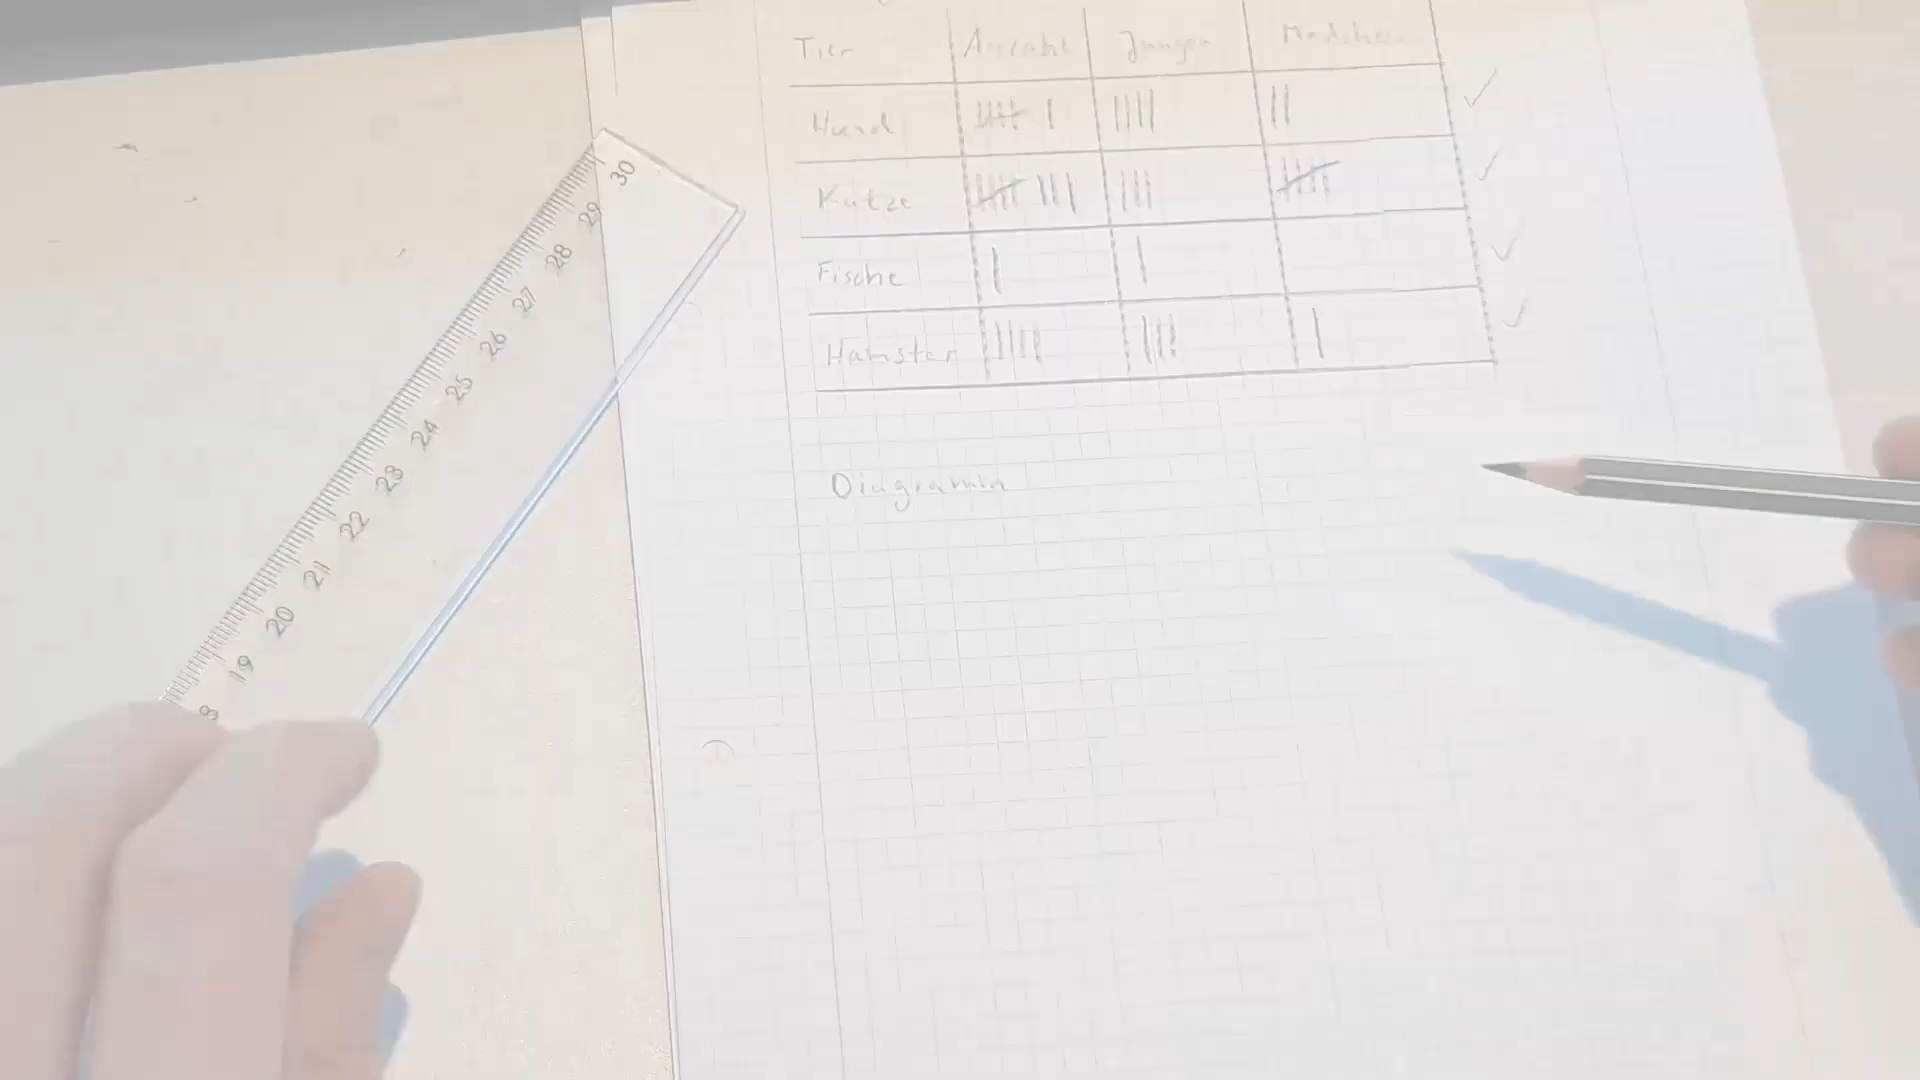 Tier Anzahl Jungen Mädchen
Hund
Katze
Fische
Hamster
Diagramm
30
29
28
27
26
25
24
23
22
21
20
19
8